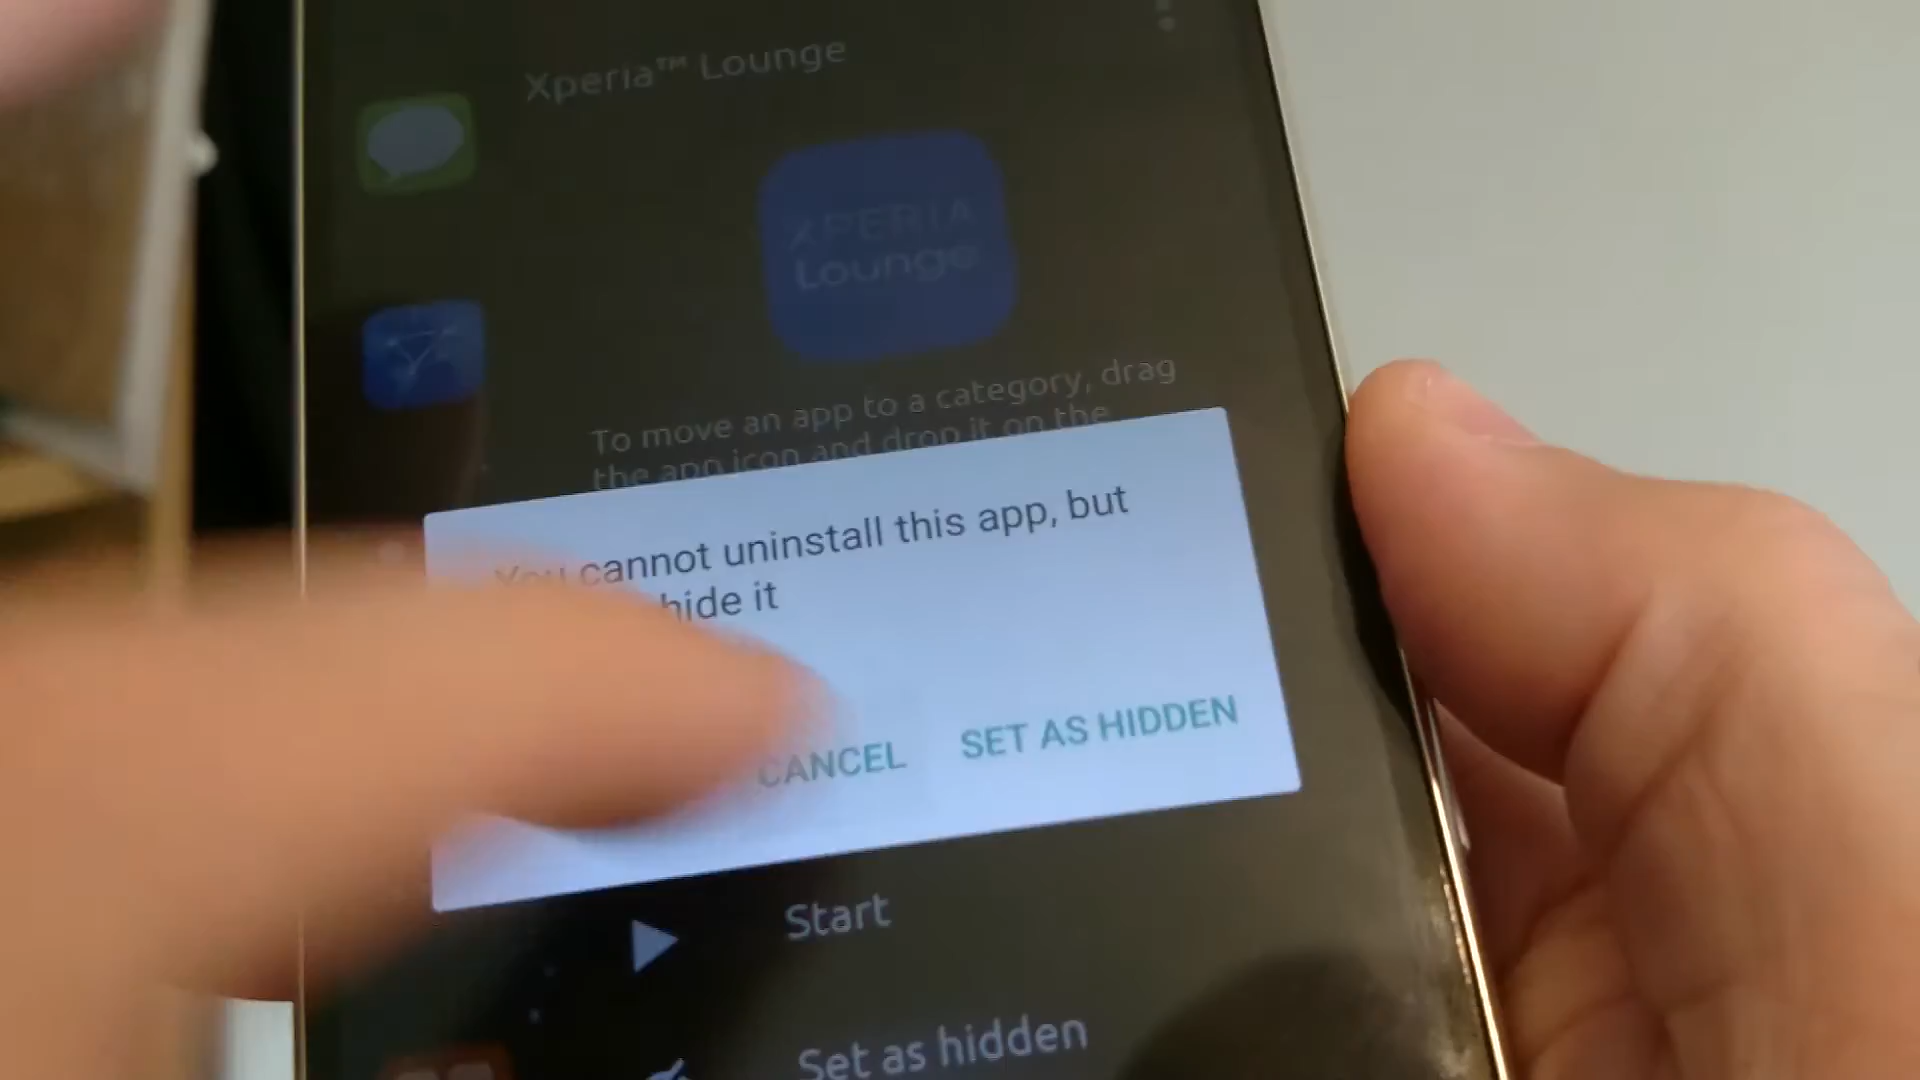 Xperia™ Lounge
XPERIA
Lounge
To move an app to a category, drag
the app icon and drop it on the
You cannot uninstall this app, but
hide it
CANCEL
SET AS HIDDEN
Start
Set as hidden